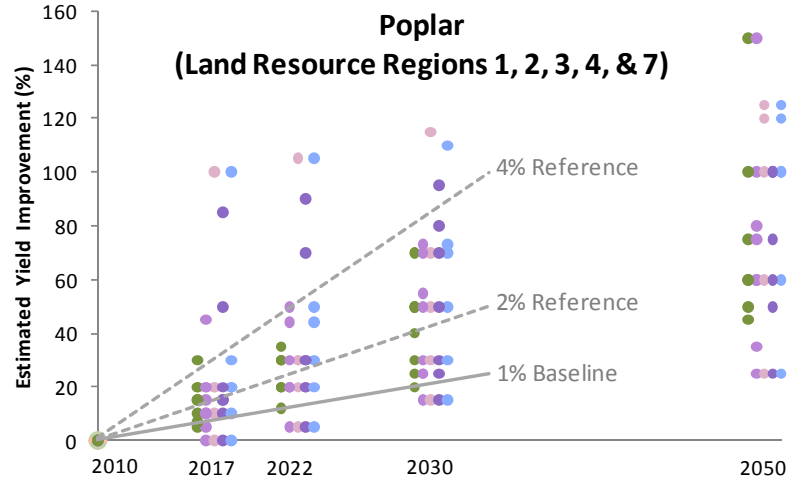 Poplar
(Land Resource Regions 1, 2, 3, 4, & 7)
Estimated Yield Improvement (%)
160
140
120
100
80
60
40
20
0
4% Reference
2% Reference
1% Baseline
2010 2017 2022 2030 2050